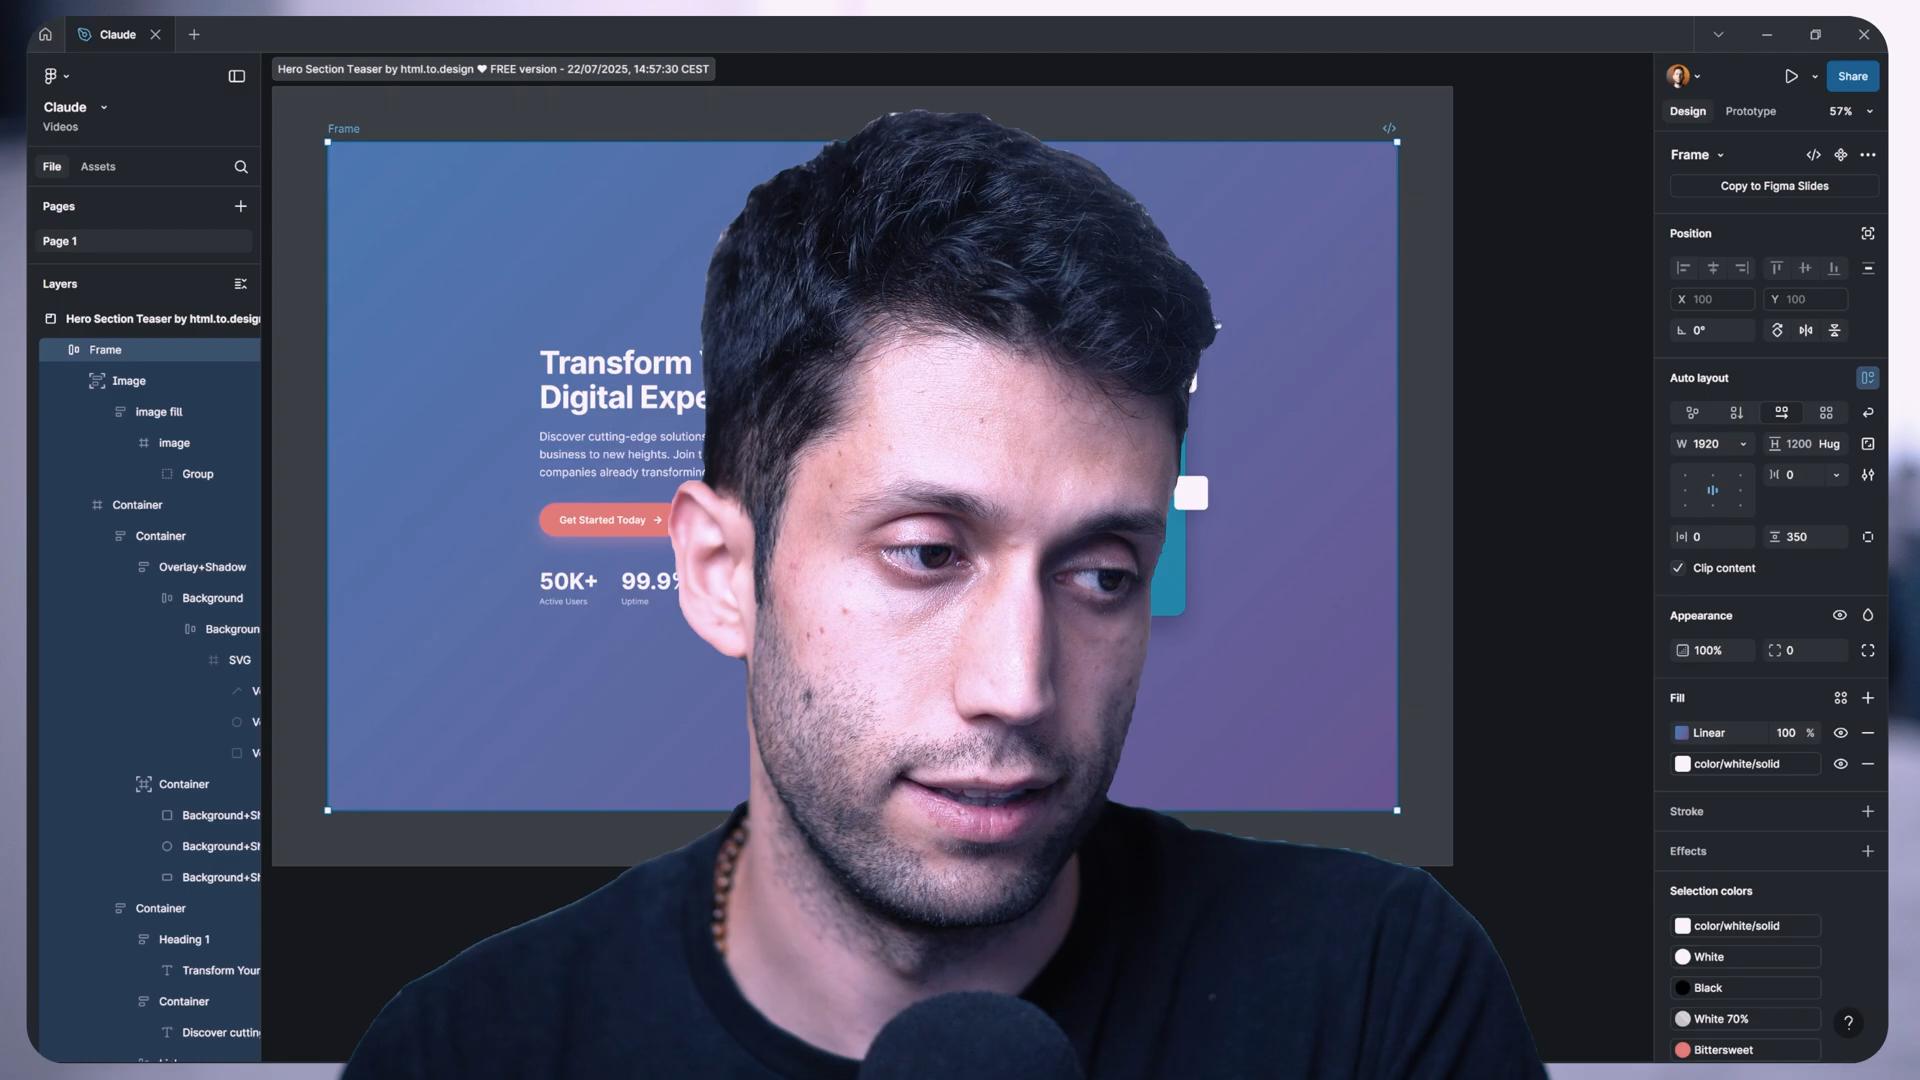 Claude
Hero Section Teaser by html.to.design ♥ FREE version - 22/07/2025, 14:57:30 CEST
Share
Claude
Videos
Design
Prototype
57%
Frame
File
Assets
Frame
Copy to Figma Slides
Pages
Page 1
Position
Layers
X 100
Y 100
Hero Section Teaser by html.to.desig
0°
Frame
Image
Auto layout
image fill
image
W 1920
H 1200 Hug
Group
0
Container
Container
0
350
Overlay+Shadow
Clip content
Background
Backgroun
Appearance
SVG
100%
0
Fill
Linear
100 %
color/white/solid
Container
Background+Sh
Stroke
Background+Sh
Effects
Background+Sh
Selection colors
Container
color/white/solid
Heading 1
White
Transform Your
Black
Container
White 70%
Discover cutting
Bittersweet
?
Transform
Digital Expe
Discover cutting-edge solutions
business to new heights. Join
companies already transforming
Get Started Today →
50K+
99.9%
Active Users
Uptime